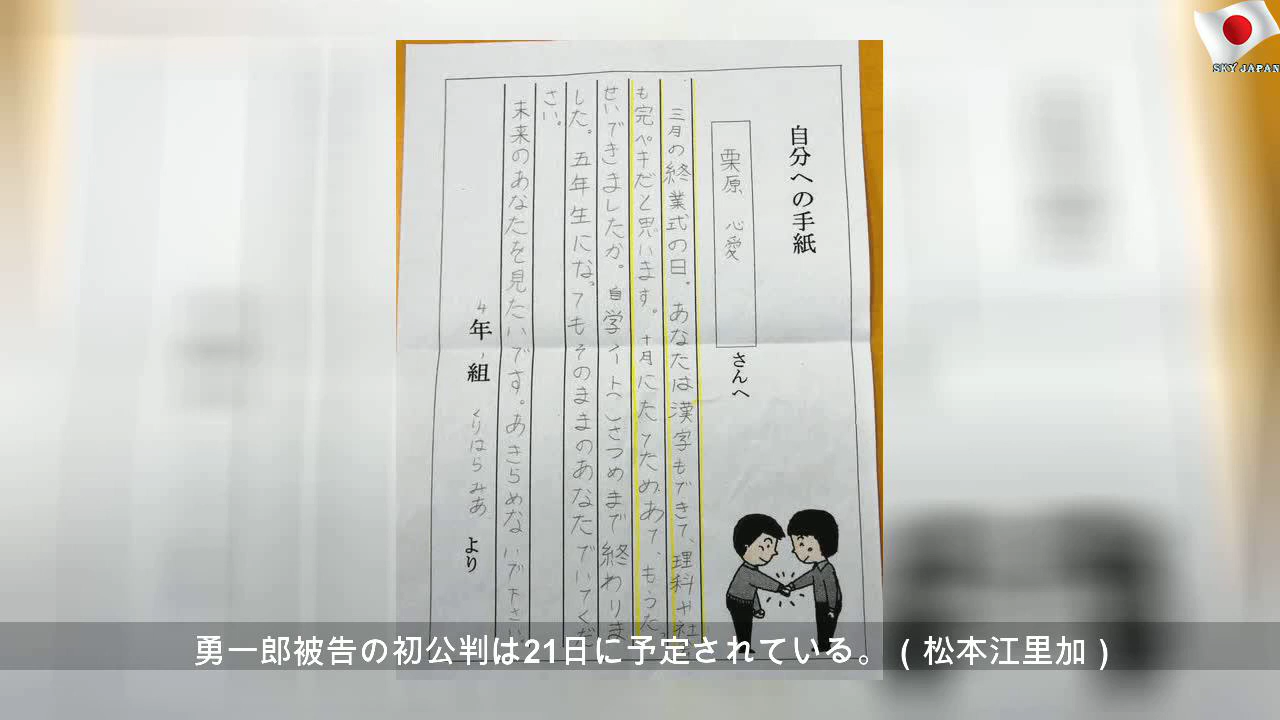 自分への手紙
栗原 心愛 さんへ
三月の終業式の日。あなたは漢字もできて、理科や社
も完ペキだと思います。十月にたてためあて、もうた
せいできましたか。自学イト(しさつめまで終わりま
した。五年生になってもそのままのあなたでいてくだ
さい。
未来のあなたを見たいです。あきらめないで下さい
4年1組 くりはらみあ より
勇一郎被告の初公判は21日に予定されている。(松本江里加)
SKY JAPAN